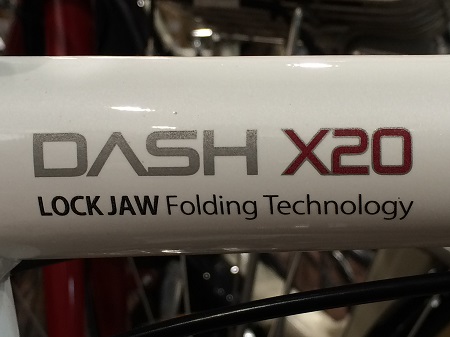 DASH X20
LOCK JAW Folding Technology